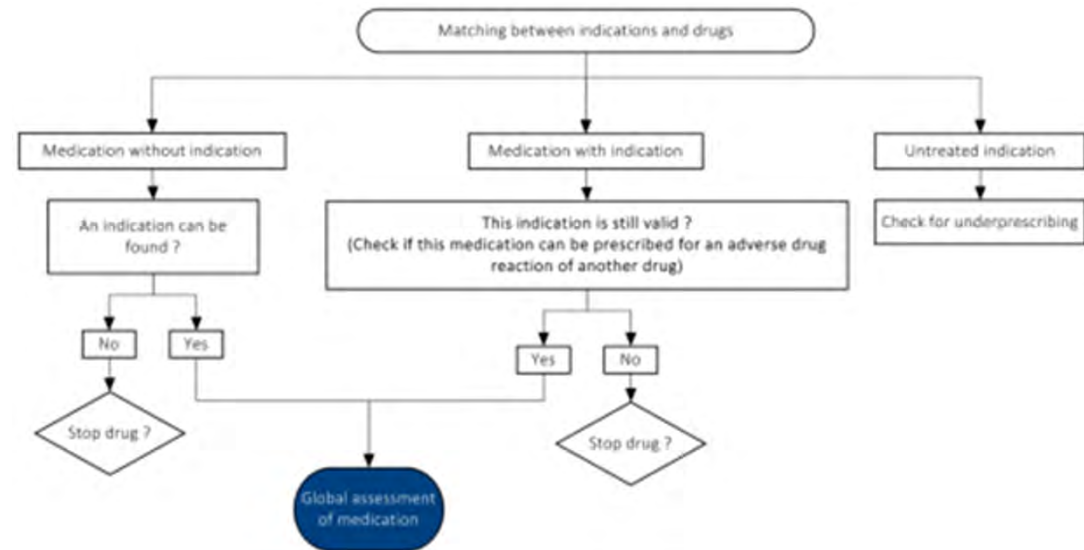 Matching between indications and drugs
Medication without indication
Medication with indication
Untreated indication
An indication can be
found ?
This indication is still valid ?
(Check if this medication can be prescribed for an adverse drug
reaction of another drug)
Check for underprescribing
No
Yes
Yes
No
Stop drug ?
Stop drug ?
Global assessment
of medication